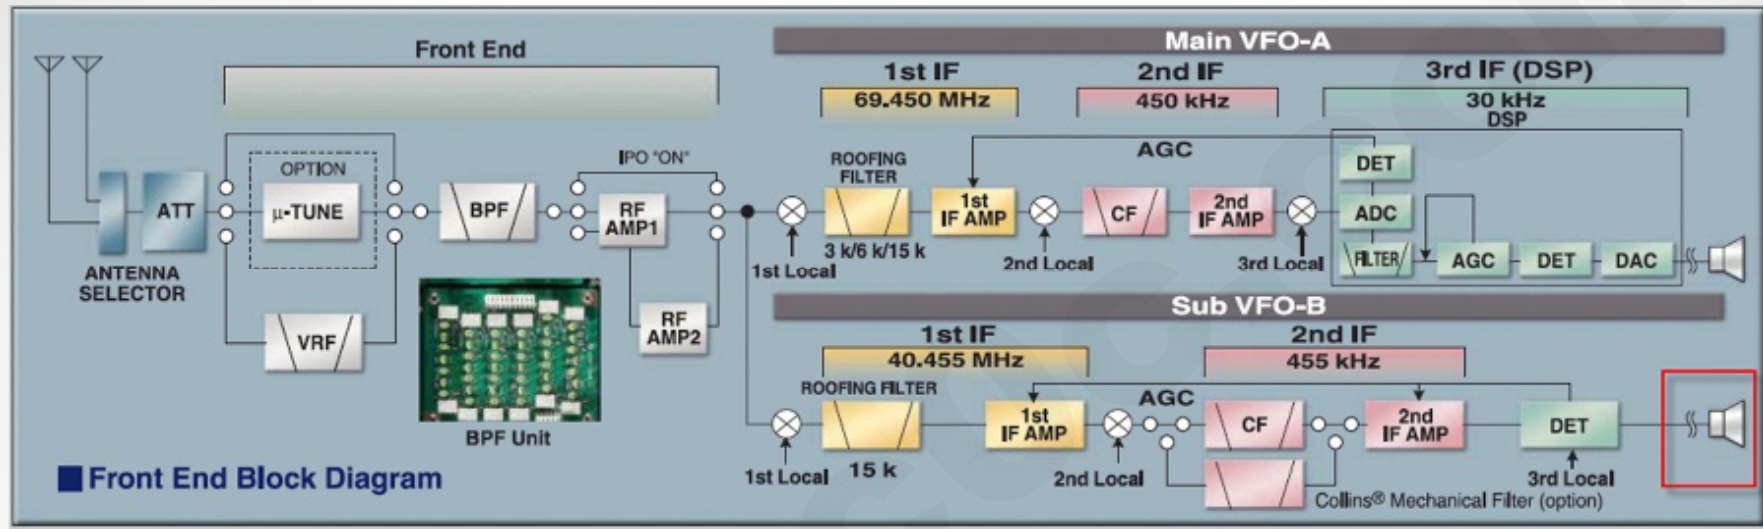 Front End
Main VFO-A
1st IF
69.450 MHz
2nd IF
450 kHz
3rd IF (DSP)
30 kHz
DSP
ANTENNA
SELECTOR
ATT
OPTION
μ-TUNE
VRF
BPF
IPO "ON"
RF
AMP1
RF
AMP2
BPF Unit
1st Local
ROOFING
FILTER
3 k/6 k/15 k
1st
IF AMP
AGC
2nd Local
CF
2nd
IF AMP
3rd Local
DET
ADC
FILTER
AGC
DET
DAC
Sub VFO-B
1st IF
40.455 MHz
2nd IF
455 kHz
1st Local
ROOFING FILTER
15 k
1st
IF AMP
AGC
2nd Local
CF
Collins® Mechanical Filter (option)
2nd
IF AMP
DET
3rd Local
Front End Block Diagram